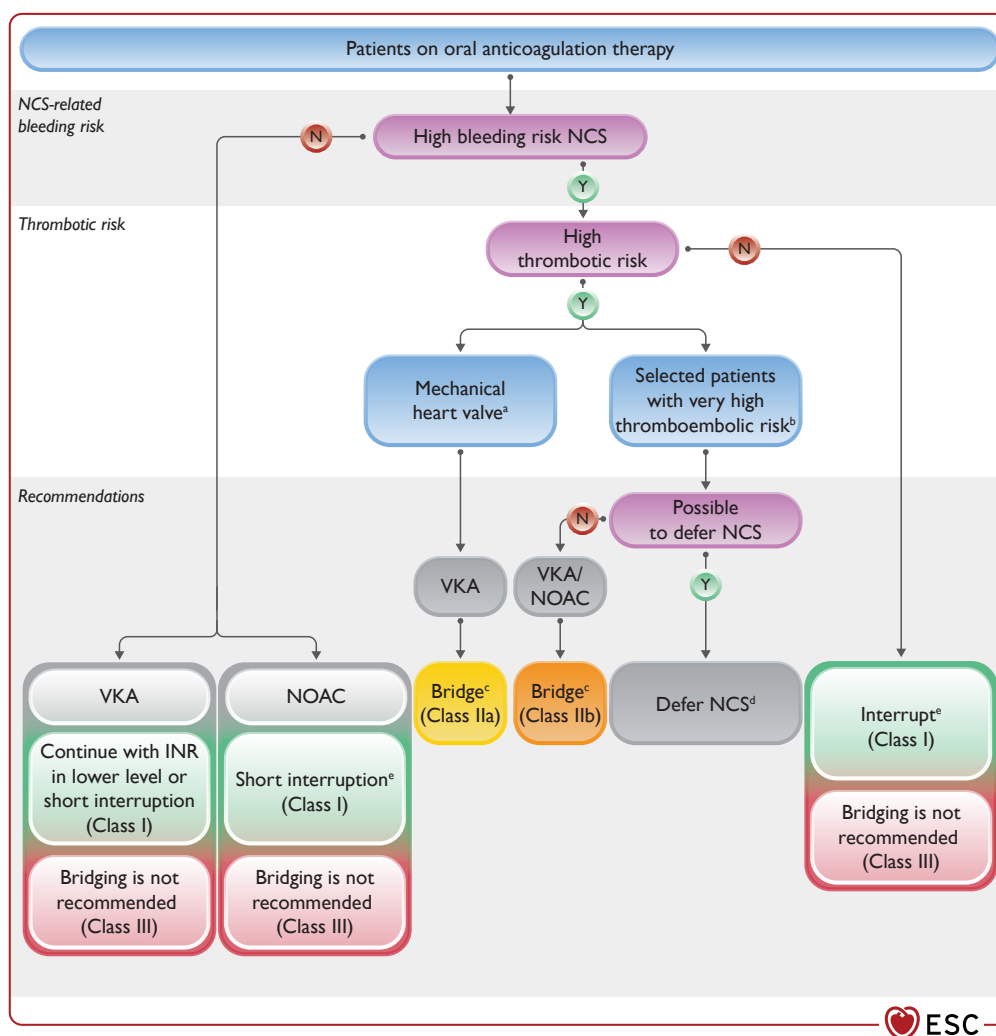 Patients on oral anticoagulation therapy
NCS-related
bleeding risk
N
High bleeding risk NCS
Y
Thrombotic risk
High
thrombotic risk
N
Y
Mechanical
heart valveᵃ
Selected patients
with very high
thromboembolic riskᵇ
Recommendations
Possible
to defer NCS
N
Y
VKA
VKA/
NOAC
VKA
Continue with INR
in lower level or
short interruption
(Class I)
Bridging is not
recommended
(Class III)
NOAC
Short interruptionᵉ
(Class I)
Bridging is not
recommended
(Class III)
Bridgeᶜ
(Class IIa)
Bridgeᶜ
(Class IIb)
Defer NCSᵈ
Interruptᵉ
(Class I)
Bridging is not
recommended
(Class III)
ESC